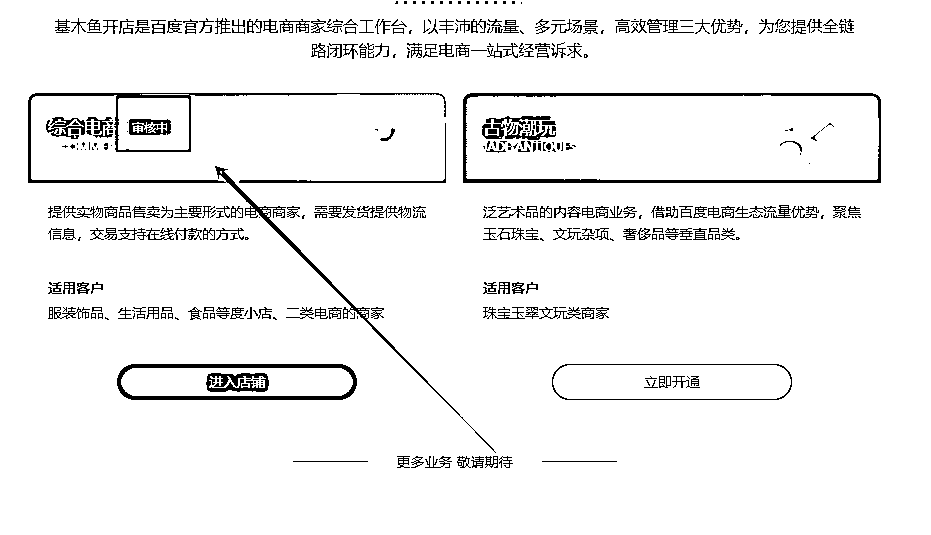 基木鱼开店是百度官方推出的电商商家综合工作台，以丰沛的流量、多元场景，高效管理三大优势，为您提供全链
路闭环能力，满足电商一站式经营诉求。
综合电商 审核中
提供实物商品售卖为主要形式的电商商家，需要发货提供物流
信息，交易支持在线付款的方式。
适用客户
服装饰品、生活用品、食品等度小店、二类电商的商家
进入店铺
古物潮玩
JADE ANTIQUES
泛艺术品的内容电商业务，借助百度电商生态流量优势，聚焦
玉石珠宝、文玩杂项、奢侈品等垂直品类。
适用客户
珠宝玉翠文玩类商家
立即开通
更多业务 敬请期待